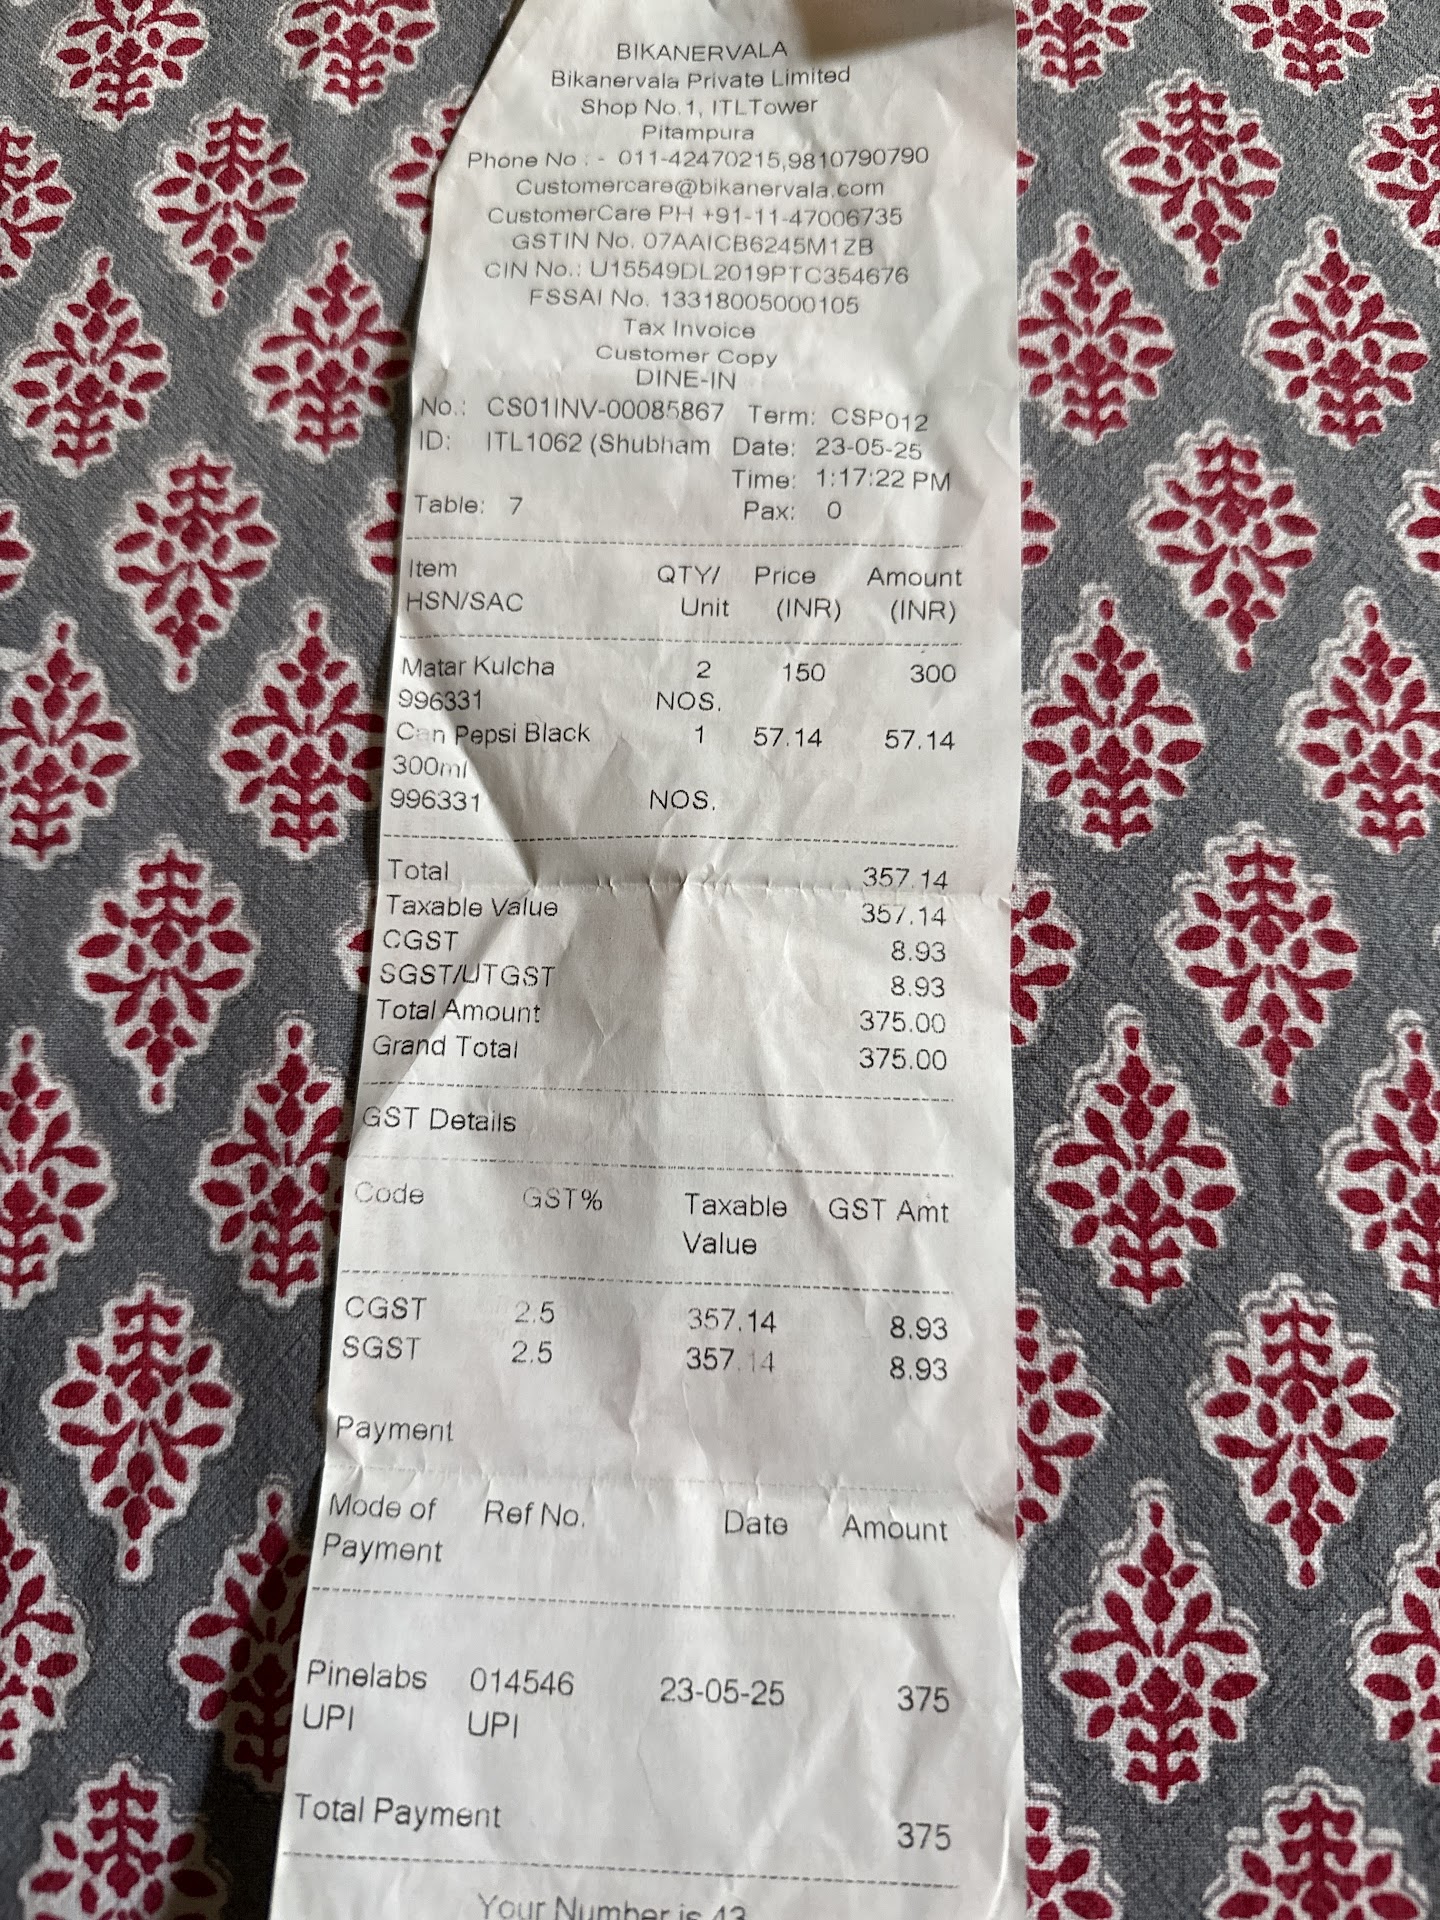 BIKANERVALA
Bikanervala Private Limited
Shop No.1, ITLTower
Pitampura
Phone No : - 011-42470215,9810790790
Customercare@bikanervala.com
CustomerCare PH +91-11-47006735
GSTIN No. 07AAICB6245M1ZB
CIN No.: U15549DL2019PTC354676
FSSAI No. 13318005000105
Tax Invoice
Customer Copy
DINE-IN
No.: CS01INV-00085867 Term: CSP012
ID: ITL1062 (Shubham Date: 23-05-25
Time: 1:17:22 PM
Table: 7 Pax: 0
Item QTY/ Price Amount
HSN/SAC Unit (INR) (INR)
Matar Kulcha 2 150 300
996331 NOS.
Can Pepsi Black 1 57.14 57.14
300ml
996331 NOS.
Total 357.14
Taxable Value 357.14
CGST 8.93
SGST/UTGST 8.93
Total Amount 375.00
Grand Total 375.00
GST Details
Code GST% Taxable GST Amt
Value
CGST 2.5 357.14 8.93
SGST 2.5 357.14 8.93
Payment
Mode of Ref No. Date Amount
Payment
Pinelabs 014546 23-05-25 375
UPI UPI
Total Payment 375
Your Number is 43